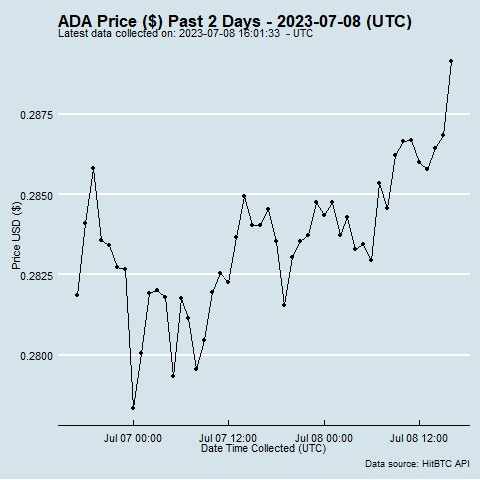 ADA Price ($) Past 2 Days - 2023-07-08 (UTC)
Latest data collected on: 2023-07-08 16:01:33 - UTC
0.2875
0.2850
0.2825
0.2800
Price USD ($)
Jul 07 00:00 Jul 07 12:00 Jul 08 00:00 Jul 08 12:00
Date Time Collected (UTC)
Data source: HitBTC API